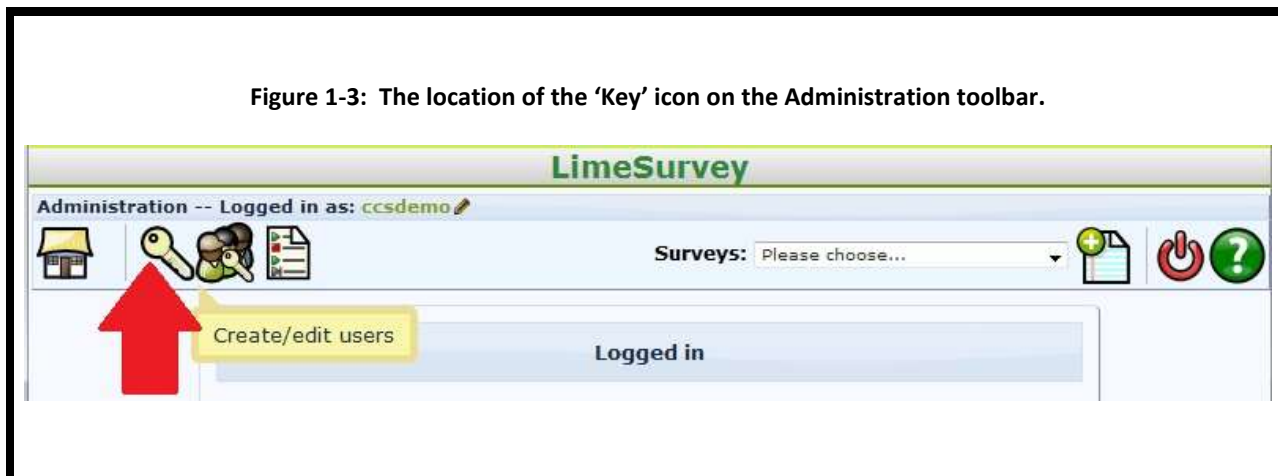 Figure 1-3: The location of the ‘Key’ icon on the Administration toolbar.
LimeSurvey
Administration -- Logged in as: ccsdemo
Surveys: Please choose...
?
Create/edit users
Logged in